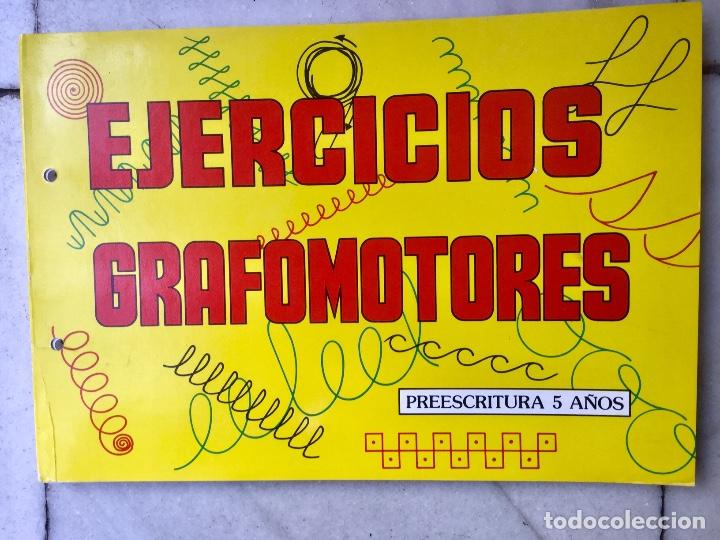 EJERCICIOS
GRAFOMOTORES
PREESCRITURA 5 AÑOS
todocoleccion